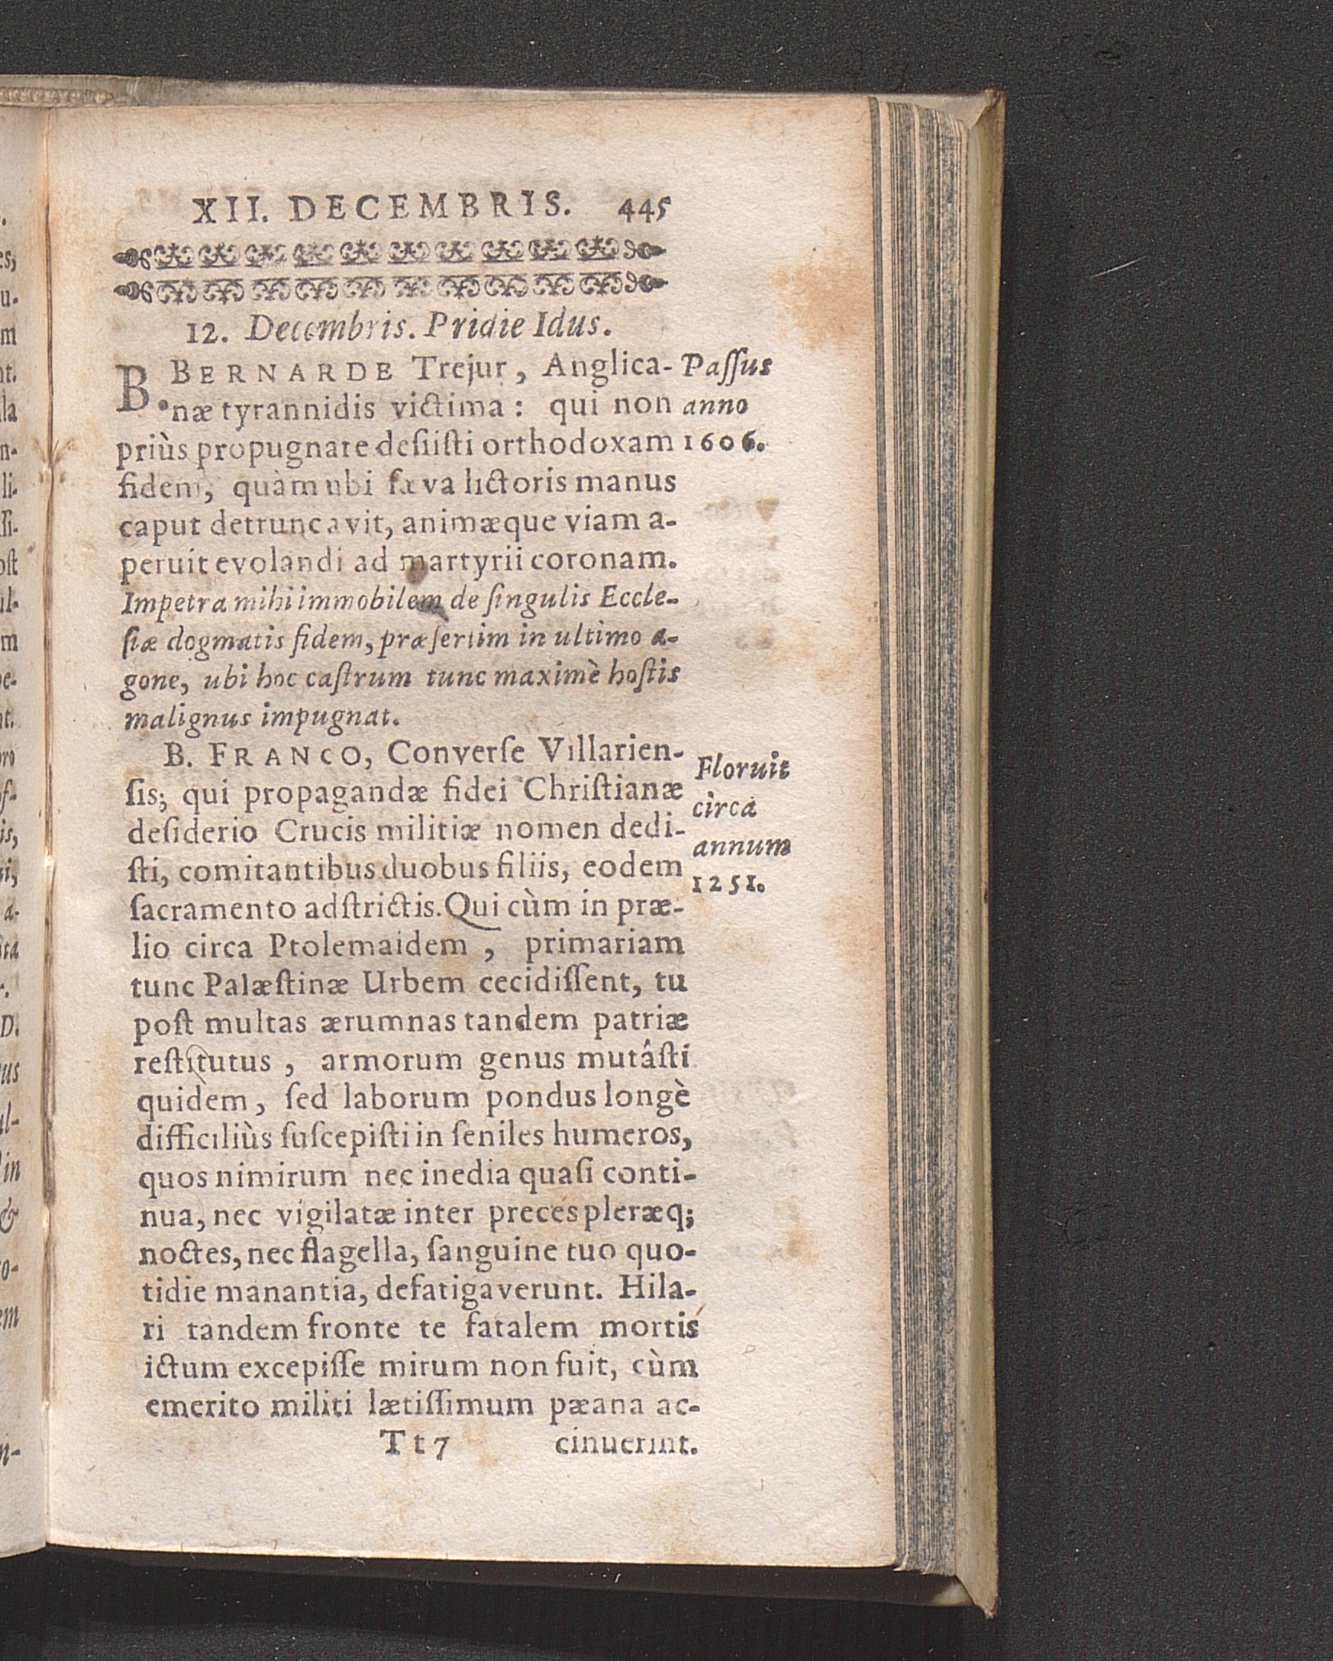 XII. DECEMBRIS. 445
12. Decembris. Pridie Idus.
B. BERNARDE Trejur, Anglica-
næ tyrannidis victima: qui non
priùs propugnare desiisti orthodoxam
fidem, quàm ubi sæva lictoris manus
caput detruncavit, animæque viam a-
peruit evolandi ad martyrii coronam.
Impetra mihi immobilem de singulis Eccle-
siæ dogmatis fidem, præsertim in ultimo a-
gone, ubi hoc castrum tunc maximè hostis
malignus impugnat.
Passus
anno
1606.
B. FRANCO, Converse Villarien-
sis; qui propagandæ fidei Christianæ
desiderio Crucis militiæ nomen dedi-
sti, comitantibus duobus filiis, eodem
sacramento adstrictis. Qui cùm in præ-
lio circa Ptolemaidem, primariam
tunc Palæstinæ Urbem cecidissent, tu
post multas ærumnas tandem patriæ
restitutus, armorum genus mutâsti
quidem, sed laborum pondus longè
difficiliùs suscepisti in seniles humeros,
quos nimirum nec inedia quasi conti-
nua, nec vigilatæ inter preces pleræq;
noctes, nec flagella, sanguine tuo quo-
tidie manantia, defatigaverunt. Hila-
ri tandem fronte te fatalem mortis
ictum excepisse mirum non fuit, cùm
emerito militi lætissimum pæana ac-
Floruit
circa
annum
1251.
Tt7 cinuerint.